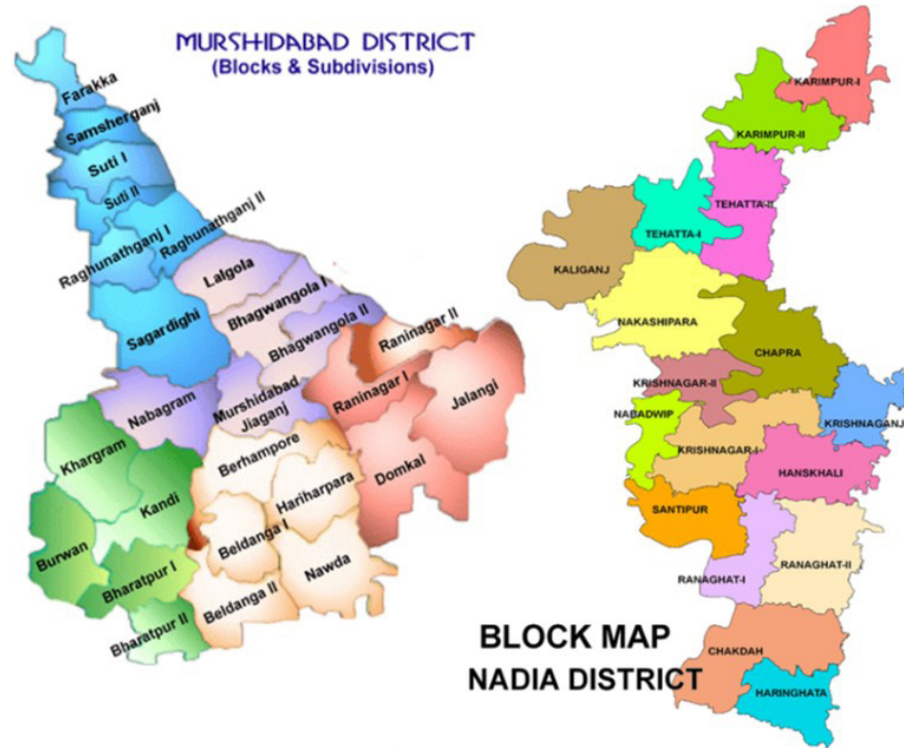 MURSHIDABAD DISTRICT
(Blocks & Subdivisions)
Farakka
Samsherganj
Suti I
Suti II
Raghunathganj II
Raghunathganj I
Lalgola
Bhagwangola I
Sagardighi
Bhagwangola II
Raninagar II
Raninagar I
Jalangi
Nabagram
Murshidabad
Jiaganj
Khargram
Berhampore
Domkal
Kandi
Hariharpara
Burwan
Beldanga I
Nawda
Bharatpur I
Beldanga II
Bharatpur II
KARIMPUR-I
KARIMPUR-II
TEHATTA-II
TEHATTA-I
KALIGANJ
NAKASHIPARA
CHAPRA
KRISHNAGAR-II
NABADWIP
KRISHNAGANJ
KRISHNAGAR-I
HANSKHALI
SANTIPUR
RANAGHAT-II
RANAGHAT-I
BLOCK MAP
NADIA DISTRICT
CHAKDAH
HARINGHATA